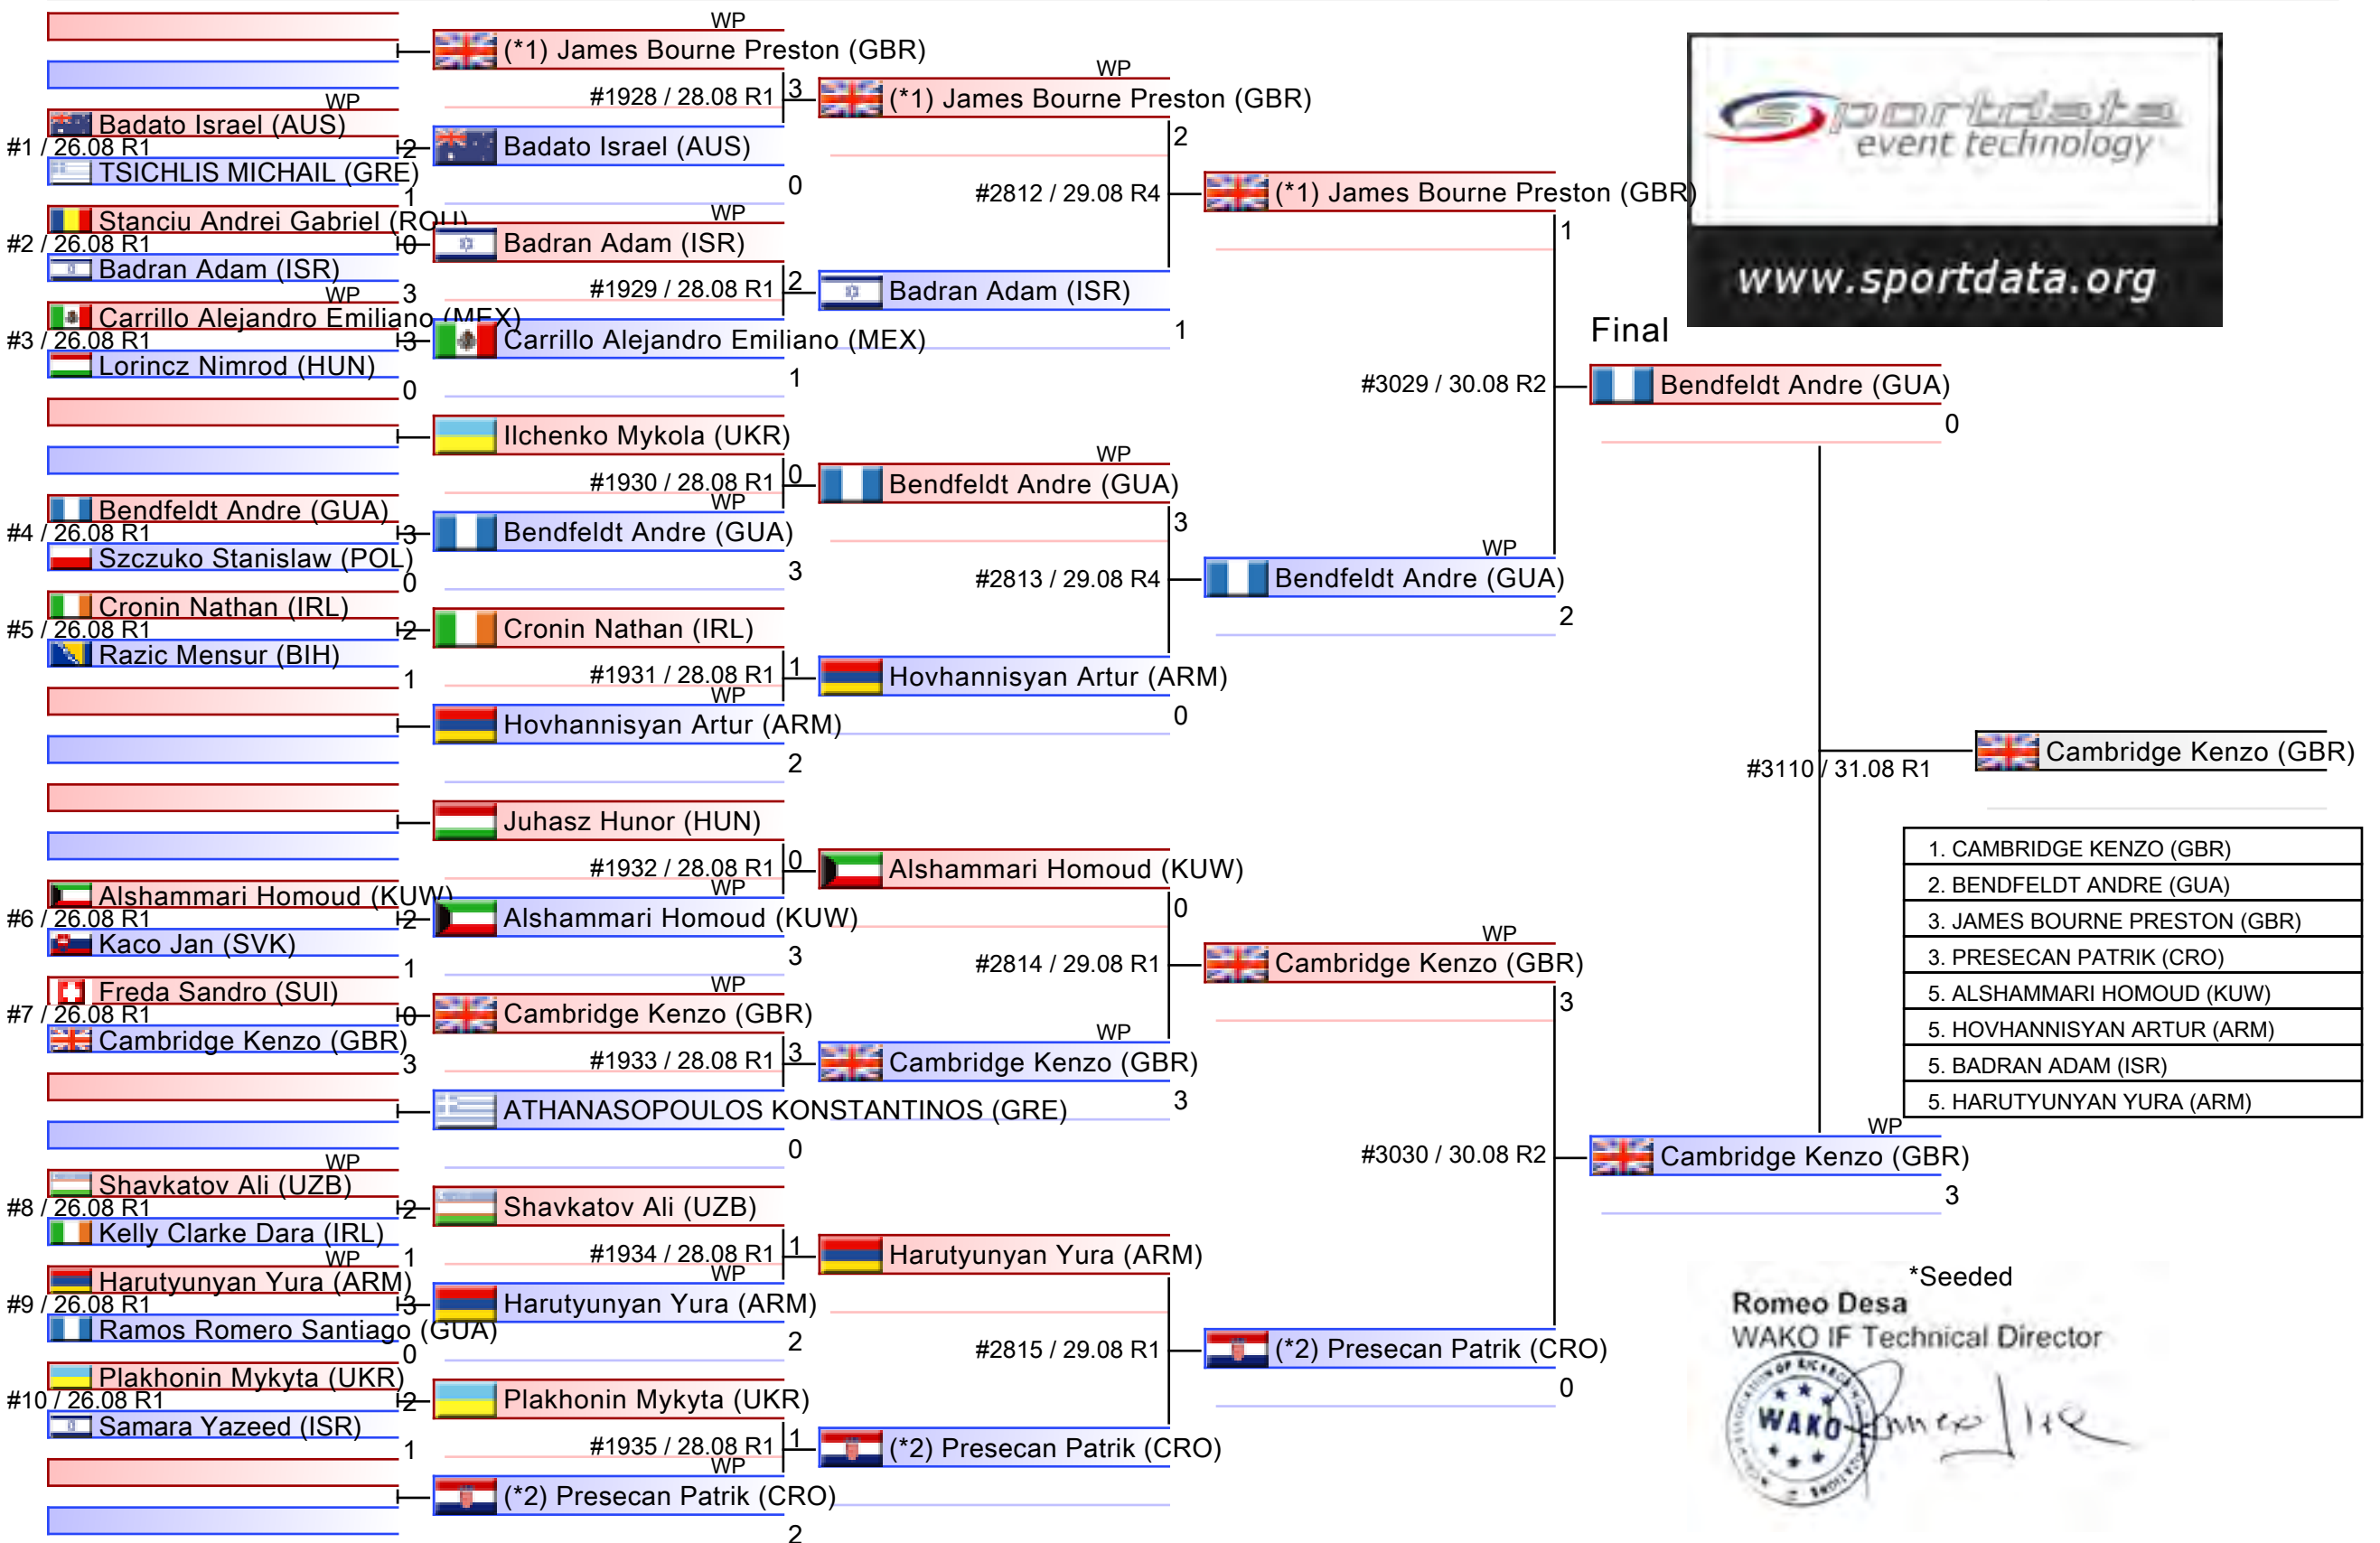 WP
(*1) James Bourne Preston (GBR)
#1928 / 28.08 R1
3
WP
Badato Israel (AUS)
#1 / 26.08 R1
2
TSICHLIS MICHAIL (GRE)
1
Badato Israel (AUS)
0
Stanciu Andrei Gabriel (ROU)
#2 / 26.08 R1
0
Badran Adam (ISR)
3
WP
Badran Adam (ISR)
#1929 / 28.08 R1
2
WP
Carrillo Alejandro Emiliano (MEX)
#3 / 26.08 R1
3
Lorincz Nimrod (HUN)
0
Carrillo Alejandro Emiliano (MEX)
1
Ilchenko Mykola (UKR)
#1930 / 28.08 R1
0
Bendfeldt Andre (GUA)
#4 / 26.08 R1
3
Szczuko Stanislaw (POL)
0
WP
Bendfeldt Andre (GUA)
3
Cronin Nathan (IRL)
#5 / 26.08 R1
2
Razic Mensur (BIH)
1
Cronin Nathan (IRL)
#1931 / 28.08 R1
1
WP
Hovhannisyan Artur (ARM)
2
Juhasz Hunor (HUN)
#1932 / 28.08 R1
0
Alshammari Homoud (KUW)
#6 / 26.08 R1
2
Kaco Jan (SVK)
1
WP
Alshammari Homoud (KUW)
3
Freda Sandro (SUI)
#7 / 26.08 R1
0
Cambridge Kenzo (GBR)
3
WP
Cambridge Kenzo (GBR)
#1933 / 28.08 R1
3
ATHANASOPOULOS KONSTANTINOS (GRE)
0
WP
Shavkatov Ali (UZB)
#8 / 26.08 R1
2
Kelly Clarke Dara (IRL)
1
Shavkatov Ali (UZB)
#1934 / 28.08 R1
1
WP
Harutyunyan Yura (ARM)
#9 / 26.08 R1
3
Ramos Romero Santiago (GUA)
0
WP
Harutyunyan Yura (ARM)
2
Plakhonin Mykyta (UKR)
#10 / 26.08 R1
2
Samara Yazeed (ISR)
1
Plakhonin Mykyta (UKR)
#1935 / 28.08 R1
1
WP
(*2) Presecan Patrik (CRO)
2
WP
(*1) James Bourne Preston (GBR)
2
#2812 / 29.08 R4
Badran Adam (ISR)
1
WP
Bendfeldt Andre (GUA)
3
#2813 / 29.08 R4
Hovhannisyan Artur (ARM)
0
Alshammari Homoud (KUW)
0
#2814 / 29.08 R1
WP
Cambridge Kenzo (GBR)
3
Harutyunyan Yura (ARM)
#2815 / 29.08 R1
(*2) Presecan Patrik (CRO)
(*1) James Bourne Preston (GBR)
1
#3029 / 30.08 R2
WP
Bendfeldt Andre (GUA)
2
WP
Cambridge Kenzo (GBR)
3
#3030 / 30.08 R2
(*2) Presecan Patrik (CRO)
0
Final
Bendfeldt Andre (GUA)
0
#3110 / 31.08 R1
WP
Cambridge Kenzo (GBR)
3
Cambridge Kenzo (GBR)
sportdata
event technology
www.sportdata.org
1. CAMBRIDGE KENZO (GBR)
2. BENDFELDT ANDRE (GUA)
3. JAMES BOURNE PRESTON (GBR)
3. PRESECAN PATRIK (CRO)
5. ALSHAMMARI HOMOUD (KUW)
5. HOVHANNISYAN ARTUR (ARM)
5. BADRAN ADAM (ISR)
5. HARUTYUNYAN YURA (ARM)
*Seeded
Romeo Desa
WAKO IF Technical Director
WAKO